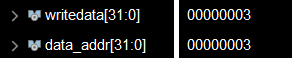 writedata[31:0] 00000003
data_addr[31:0] 00000003